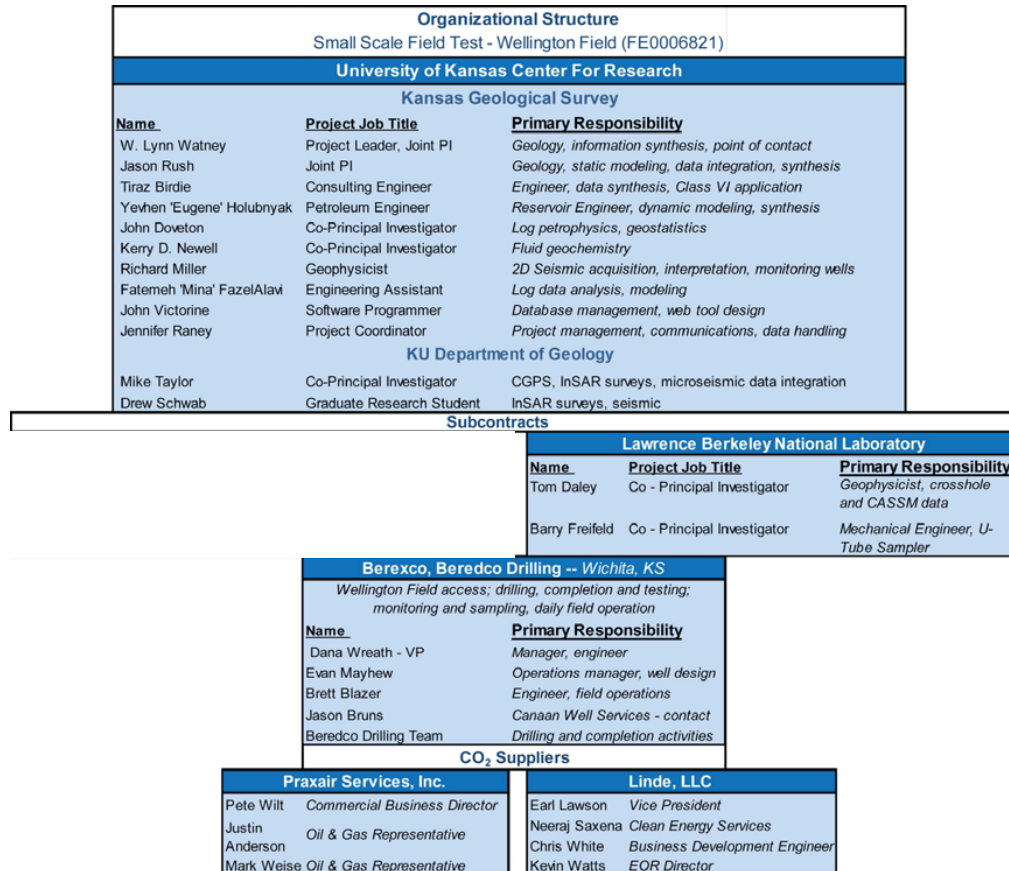 Organizational Structure
Small Scale Field Test - Wellington Field (FE0006821)
University of Kansas Center For Research
Kansas Geological Survey
Name Project Job Title Primary Responsibility
W. Lynn Watney Project Leader, Joint PI Geology, information synthesis, point of contact
Jason Rush Joint PI Geology, static modeling, data integration, synthesis
Tiraz Birdie Consulting Engineer Engineer, data synthesis, Class VI application
Yevhen 'Eugene' Holubnyak Petroleum Engineer Reservoir Engineer, dynamic modeling, synthesis
John Doveton Co-Principal Investigator Log petrophysics, geostatistics
Kerry D. Newell Co-Principal Investigator Fluid geochemistry
Richard Miller Geophysicist 2D Seismic acquisition, interpretation, monitoring wells
Fatemeh 'Mina' FazelAlavi Engineering Assistant Log data analysis, modeling
John Victorine Software Programmer Database management, web tool design
Jennifer Raney Project Coordinator Project management, communications, data handling
KU Department of Geology
Mike Taylor Co-Principal Investigator CGPS, InSAR surveys, microseismic data integration
Drew Schwab Graduate Research Student InSAR surveys, seismic
Subcontracts
Lawrence Berkeley National Laboratory
Name Project Job Title Primary Responsibility
Tom Daley Co - Principal Investigator Geophysicist, crosshole
and CASSM data
Barry Freifeld Co - Principal Investigator Mechanical Engineer, U-
Tube Sampler
Berexco, Beredco Drilling -- Wichita, KS
Wellington Field access; drilling, completion and testing;
monitoring and sampling, daily field operation
Name Primary Responsibility
Dana Wreath - VP Manager, engineer
Evan Mayhew Operations manager, well design
Brett Blazer Engineer, field operations
Jason Bruns Canaan Well Services - contact
Beredco Drilling Team Drilling and completion activities
CO₂ Suppliers
Praxair Services, Inc.
Pete Wilt Commercial Business Director
Justin
Anderson Oil & Gas Representative
Mark Weise Oil & Gas Representative
Linde, LLC
Earl Lawson Vice President
Neeraj Saxena Clean Energy Services
Chris White Business Development Engineer
Kevin Watts EOR Director